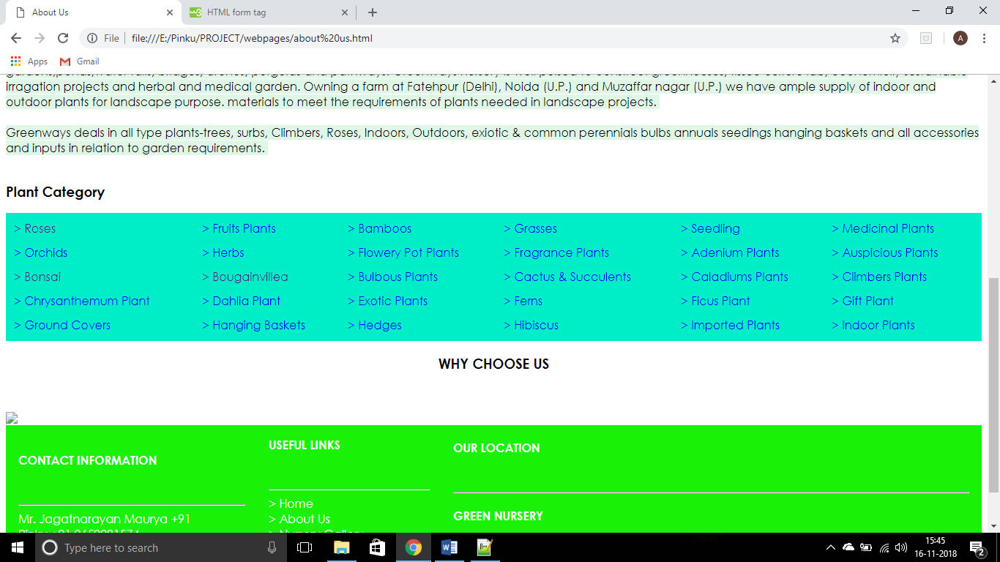 About Us
HTML form tag
File
file:///E:/Pinku/PROJECT/webpages/about%20us.html
A
Apps
Gmail
irragation projects and herbal and medical garden. Owning a farm at Fatehpur (Delhi), Noida (U.P.) and Muzaffar nagar (U.P.) we have ample supply of indoor and
outdoor plants for landscape purpose. materials to meet the requirements of plants needed in landscape projects.
Greenways deals in all type plants-trees, surbs, Climbers, Roses, Indoors, Outdoors, exiotic & common perennials bulbs annuals seedings hanging baskets and all accessories
and inputs in relation to garden requirements.
Plant Category
> Roses > Fruits Plants > Bamboos > Grasses > Seedling > Medicinal Plants
> Orchids > Herbs > Flowery Pot Plants > Fragrance Plants > Adenium Plants > Auspicious Plants
> Bonsai > Bougainvillea > Bulbous Plants > Cactus & Succulents > Caladiums Plants > Climbers Plants
> Chrysanthemum Plant > Dahlia Plant > Exotic Plants > Ferns > Ficus Plant > Gift Plant
> Ground Covers > Hanging Baskets > Hedges > Hibiscus > Imported Plants > Indoor Plants
WHY CHOOSE US
CONTACT INFORMATION
Mr. Jagatnarayan Maurya +91
USEFUL LINKS
> Home
> About Us
> Nursery Gallery
OUR LOCATION
GREEN NURSERY
Type here to search
15:45
16-11-2018
2